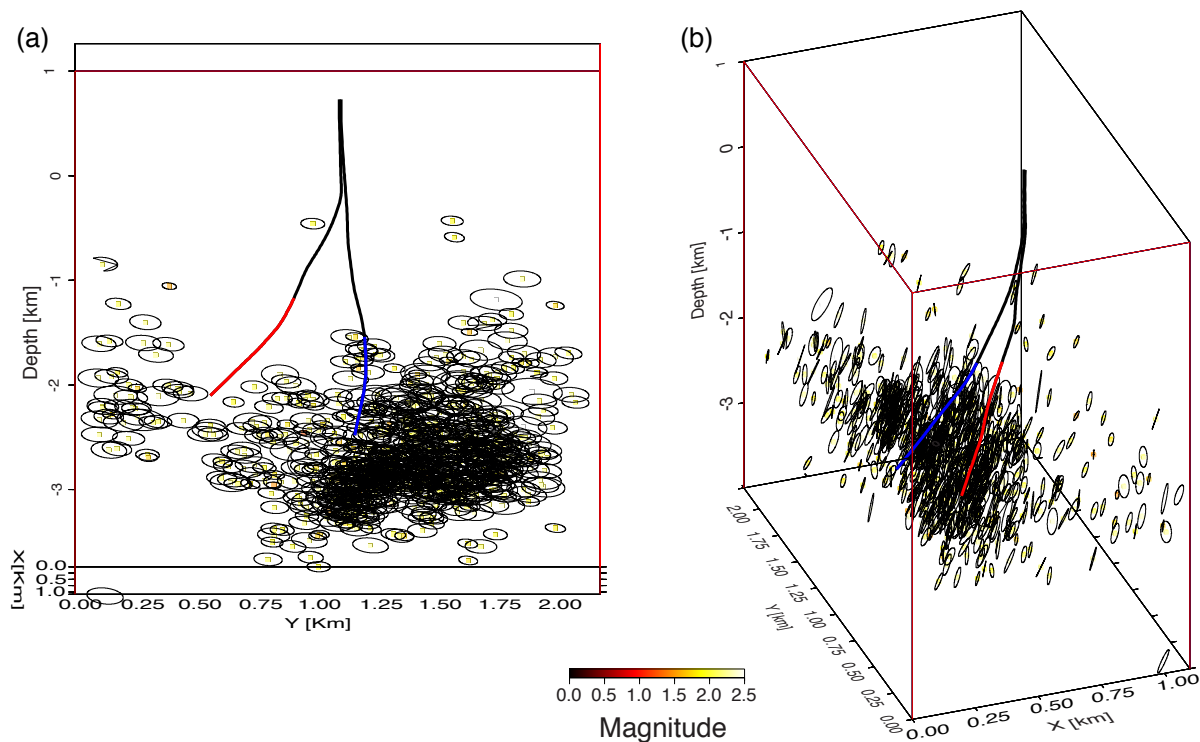 (a)
1
0
-1
-2
-3
Depth [km]
0.0
0.5
1.0
X[km]
0.00 0.25 0.50 0.75 1.00 1.25 1.50 1.75 2.00
Y [Km]
(b)
1
0
-1
-2
-3
Depth [km]
2.00
1.75
1.50
1.25
1.00
0.75
0.50
0.25
0.00
Y [km]
0.00 0.25 0.50 0.75 1.00
X [km]
0.0 0.5 1.0 1.5 2.0 2.5
Magnitude